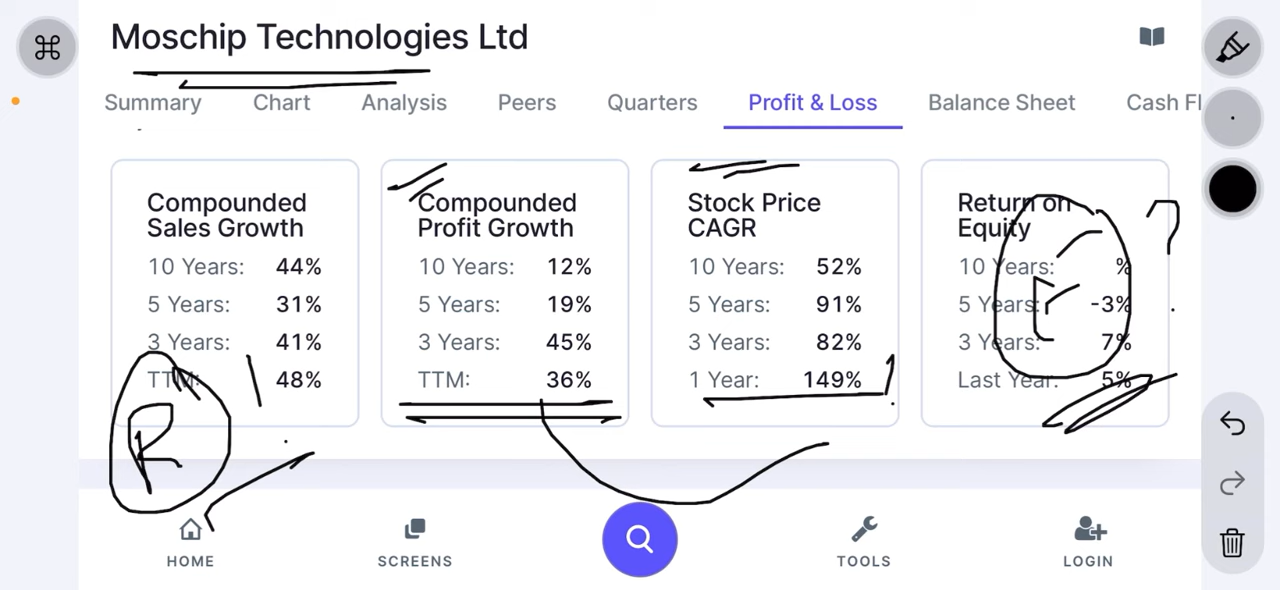 Moschip Technologies Ltd
Summary Chart Analysis Peers Quarters Profit & Loss Balance Sheet Cash Fl
Compounded
Sales Growth
10 Years: 44%
5 Years: 31%
3 Years: 41%
TTM: 48%
Compounded
Profit Growth
10 Years: 12%
5 Years: 19%
3 Years: 45%
TTM: 36%
Stock Price
CAGR
10 Years: 52%
5 Years: 91%
3 Years: 82%
1 Year: 149%
Return on
Equity
10 Years: %
5 Years: -3%
3 Years: 7%
Last Year: 5%
R
E
HOME SCREENS TOOLS LOGIN